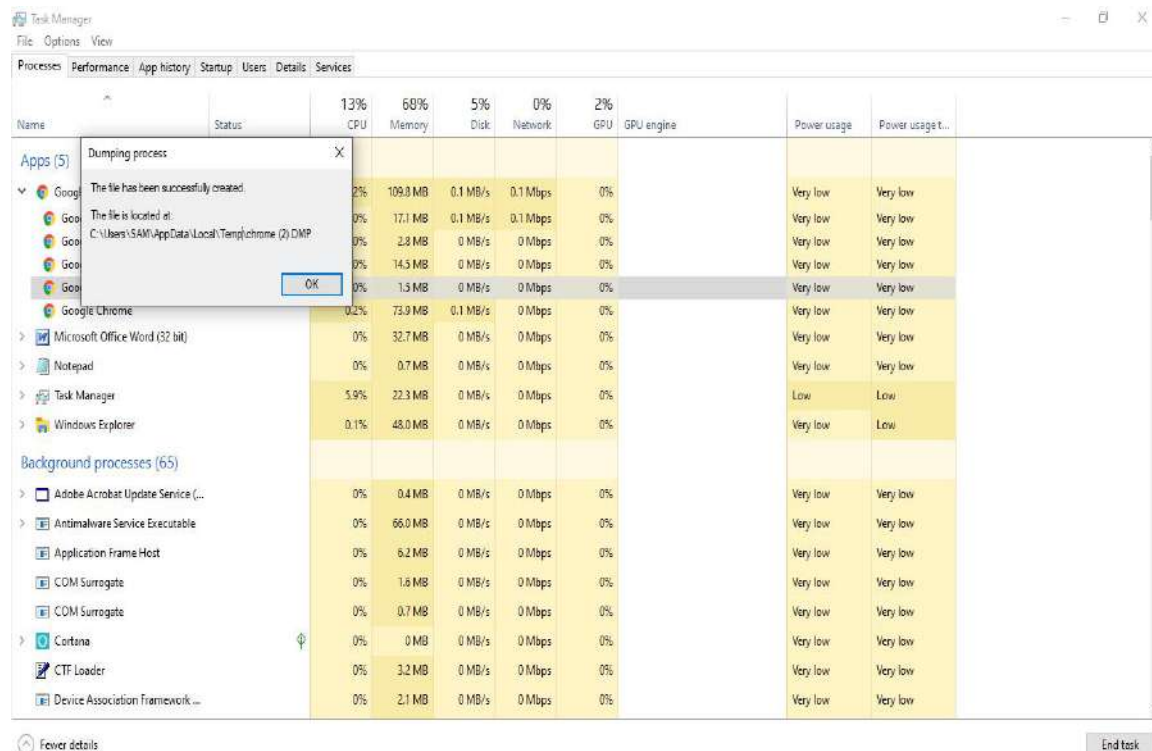 Task Manager
File Options View
Processes Performance App history Startup Users Details Services
13% 68% 5% 0% 2%
Name Status CPU Memory Disk Network GPU GPU engine Power usage Power usage t...
Apps (5)
Dumping process
The file has been successfully created.
The file is located at:
C:\Users\SAM\AppData\Local\Temp\chrome (2).DMP
OK
Goog 2% 109.8 MB 0.1 MB/s 0.1 Mbps 0% Very low Very low
Goo 0% 17.1 MB 0.1 MB/s 0.1 Mbps 0% Very low Very low
Goo 0% 2.8 MB 0 MB/s 0 Mbps 0% Very low Very low
Goo 0% 14.5 MB 0 MB/s 0 Mbps 0% Very low Very low
Goo 0% 1.5 MB 0 MB/s 0 Mbps 0% Very low Very low
Google Chrome 0.2% 73.9 MB 0.1 MB/s 0 Mbps 0% Very low Very low
Microsoft Office Word (32 bit) 0% 32.7 MB 0 MB/s 0 Mbps 0% Very low Very low
Notepad 0% 0.7 MB 0 MB/s 0 Mbps 0% Very low Very low
Task Manager 5.9% 22.3 MB 0 MB/s 0 Mbps 0% Low Low
Windows Explorer 0.1% 48.0 MB 0 MB/s 0 Mbps 0% Very low Low
Background processes (65)
Adobe Acrobat Update Service (... 0% 0.4 MB 0 MB/s 0 Mbps 0% Very low Very low
Antimalware Service Executable 0% 66.0 MB 0 MB/s 0 Mbps 0% Very low Very low
Application Frame Host 0% 6.2 MB 0 MB/s 0 Mbps 0% Very low Very low
COM Surrogate 0% 1.6 MB 0 MB/s 0 Mbps 0% Very low Very low
COM Surrogate 0% 0.7 MB 0 MB/s 0 Mbps 0% Very low Very low
Cortana 0% 0 MB 0 MB/s 0 Mbps 0% Very low Very low
CTF Loader 0% 3.2 MB 0 MB/s 0 Mbps 0% Very low Very low
Device Association Framework ... 0% 2.1 MB 0 MB/s 0 Mbps 0% Very low Very low
Fewer details End task